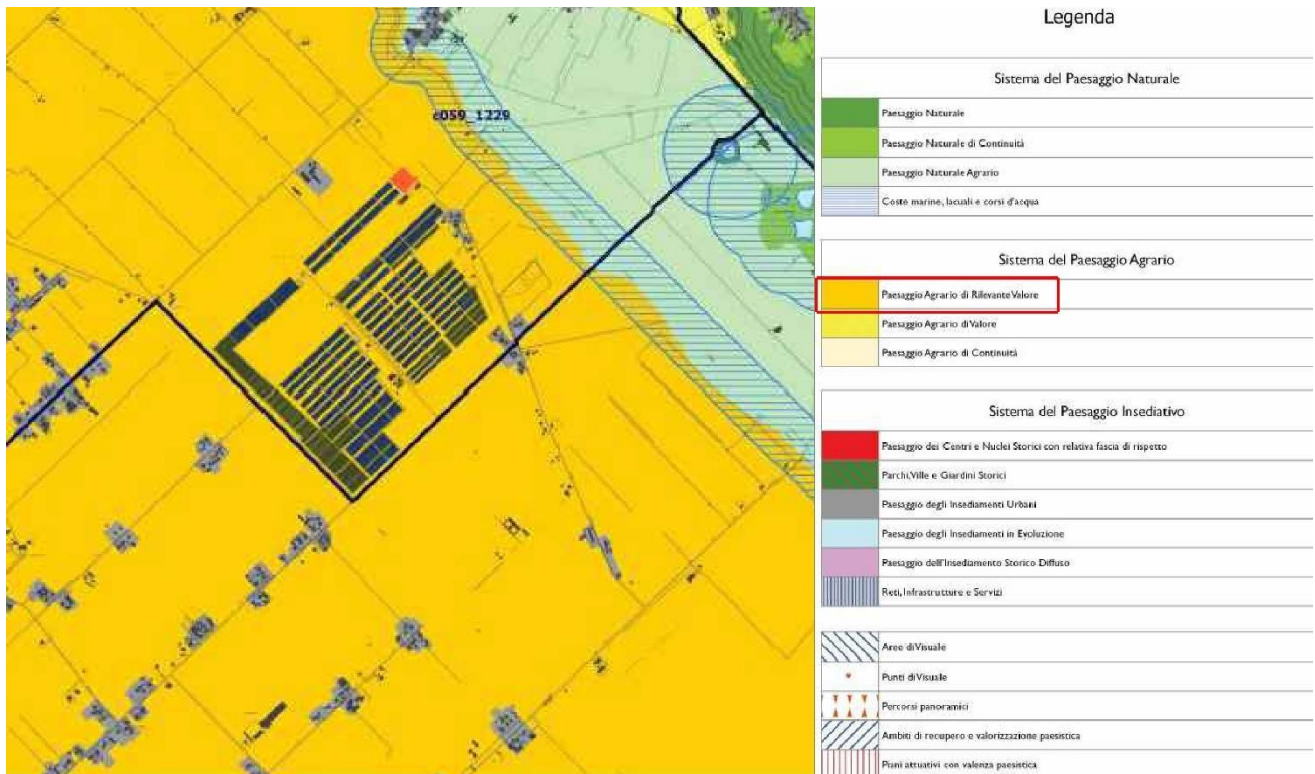 c059_1229
Legenda
Sistema del Paesaggio Naturale
Paesaggio Naturale
Paesaggio Naturale di Continuità
Paesaggio Naturale Agrario
Coste marine, lacuali e corsi d'acqua
Sistema del Paesaggio Agrario
Paesaggio Agrario di Rilevante Valore
Paesaggio Agrario di Valore
Paesaggio Agrario di Continuità
Sistema del Paesaggio Insediativo
Paesaggio dei Centri e Nuclei Storici con relativa fascia di rispetto
Parchi, Ville e Giardini Storici
Paesaggio degli Insediamenti Urbani
Paesaggio degli Insediamenti in Evoluzione
Paesaggio dell'Insediamento Storico Diffuso
Reti, Infrastrutture e Servizi
Aree di Visuale
Punti di Visuale
Percorsi panoramici
Ambiti di recupero e valorizzazione paesistica
Piani attuativi con valenza paesistica